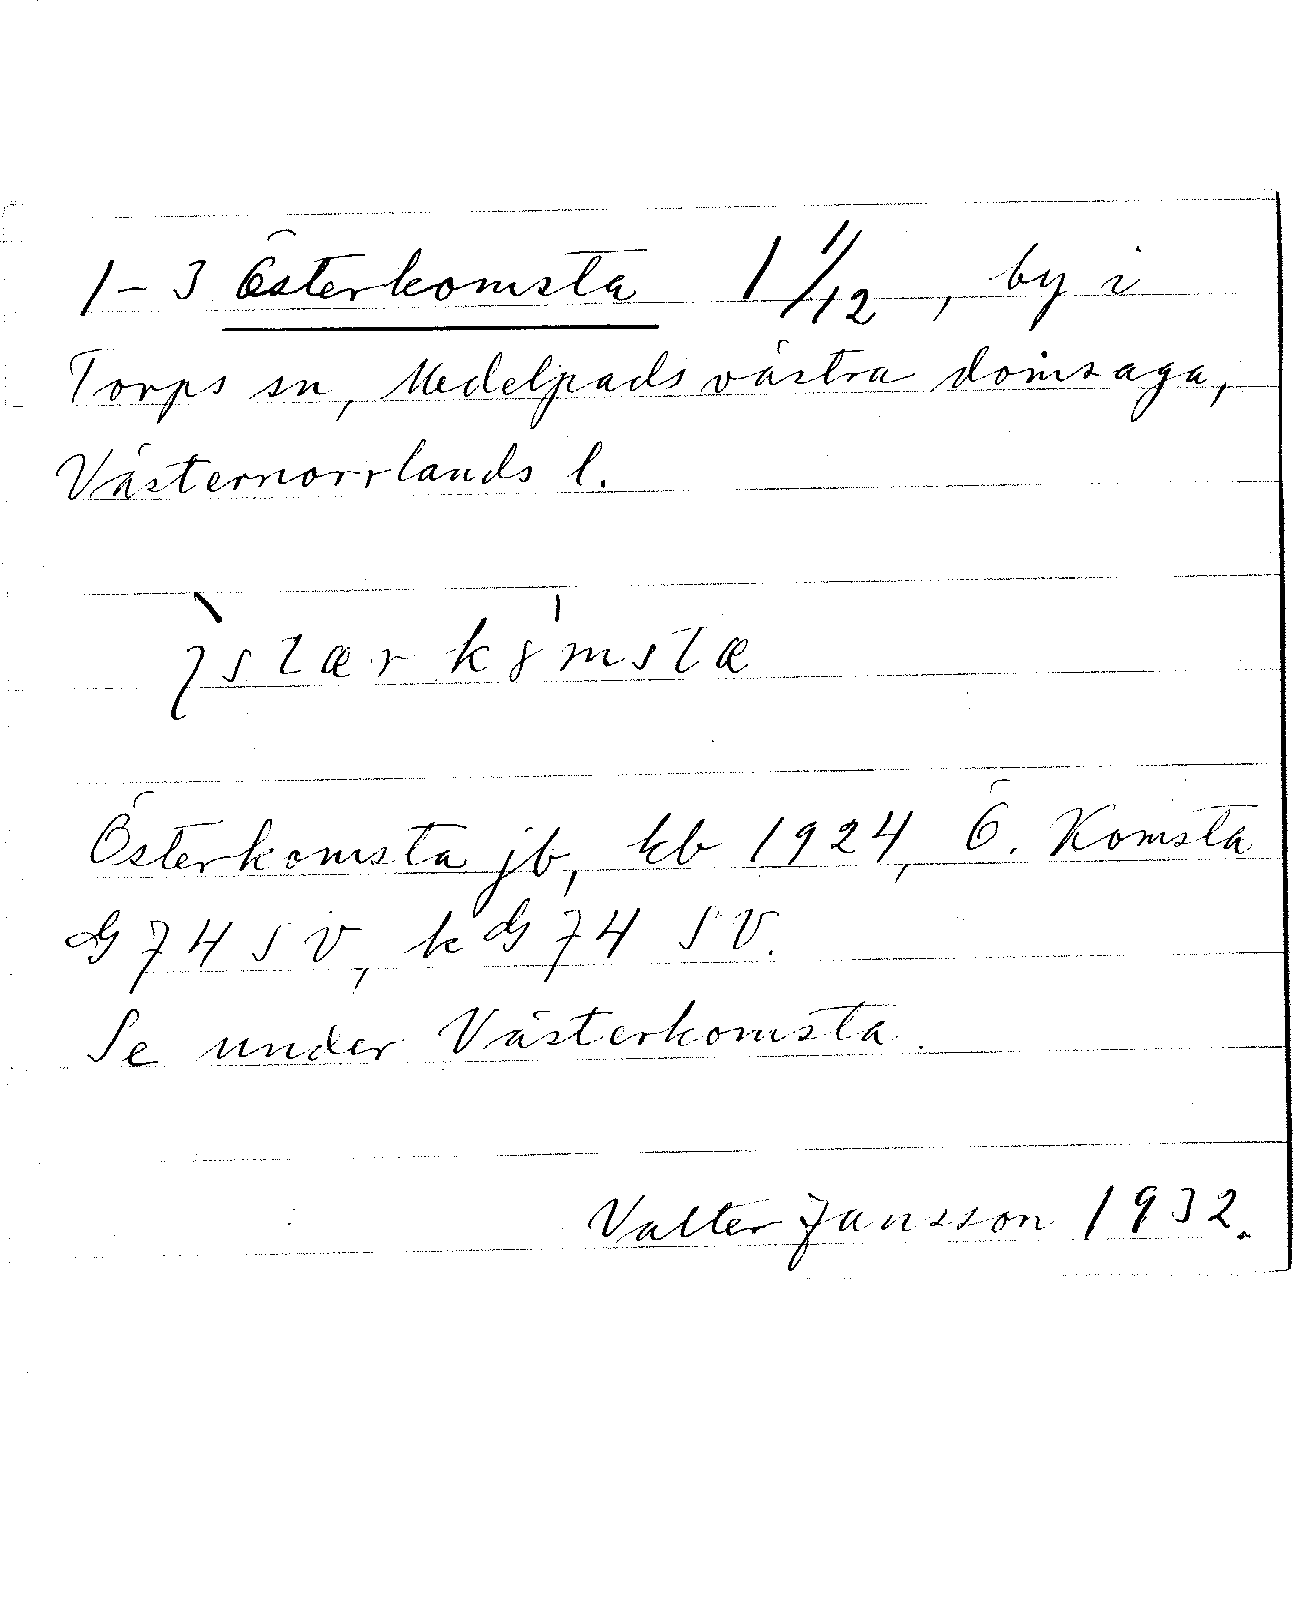 1-3 Österkomsta 1 1/12, by i
Torps sn, Medelpads västra domsaga,
Västernorrlands l.
Österkomsta jb, kb 1924, Ö. Komsta
G 74 SV, k G 74 SV.
Se under Västerkomsta.
Valter Jansson 1932.